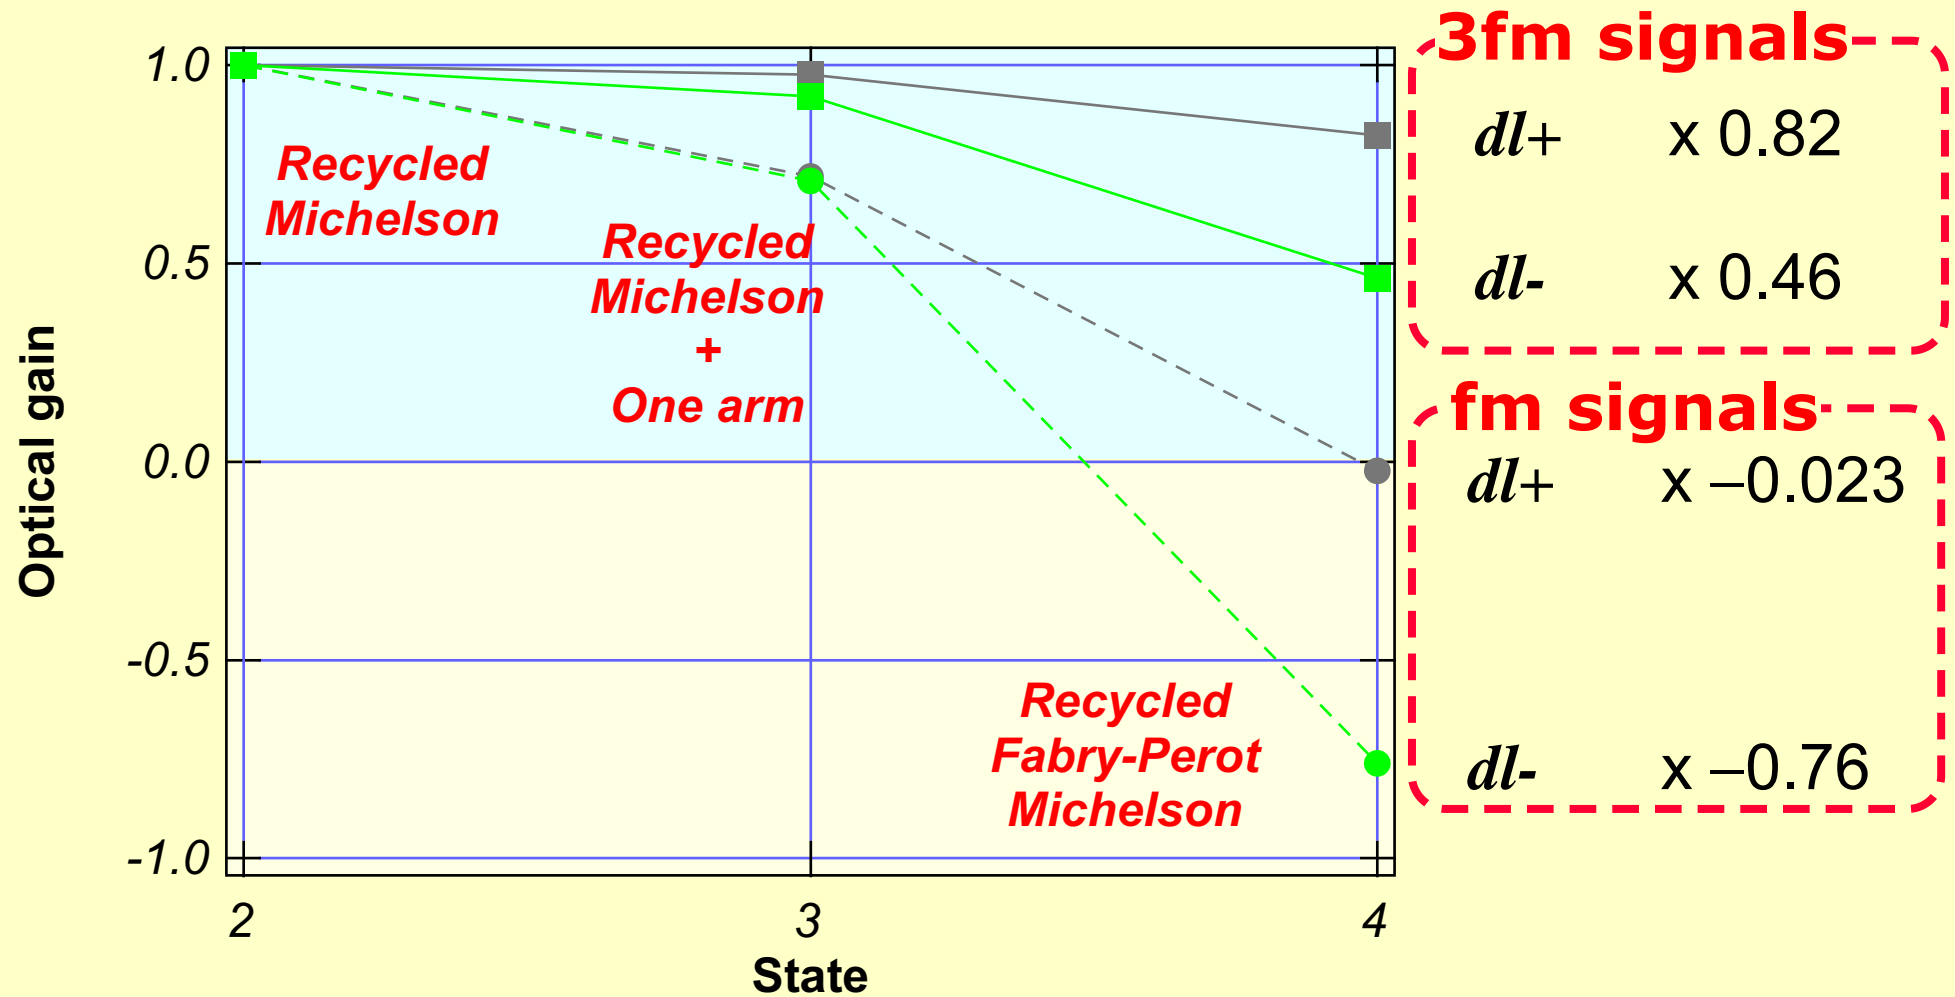 1.0
0.5
0.0
-0.5
-1.0
Optical gain
2
3
4
State
Recycled
Michelson
Recycled
Michelson
+
One arm
Recycled
Fabry-Perot
Michelson
3fm signals
dl+ x 0.82
dl- x 0.46
fm signals
dl+ x –0.023
dl- x –0.76